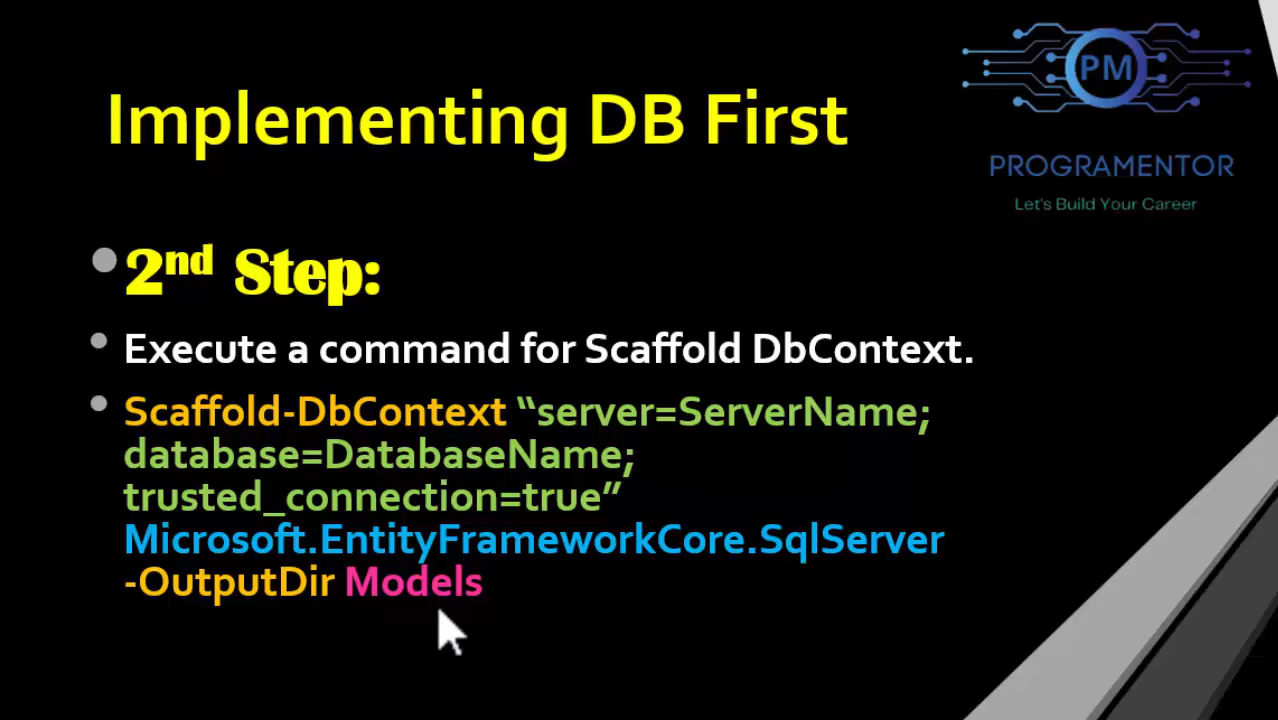 PM
PROGRAMENTOR
Let's Build Your Career
Implementing DB First
2nd Step:
Execute a command for Scaffold DbContext.
Scaffold-DbContext “server=ServerName;
database=DatabaseName;
trusted_connection=true”
Microsoft.EntityFrameworkCore.SqlServer
-OutputDir Models